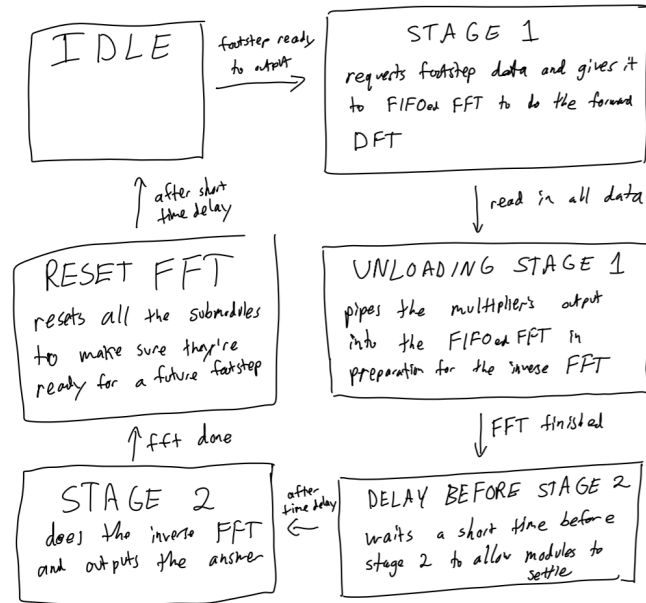 IDLE
footstep ready
to output
STAGE 1
requests footstep data and gives it
to FIFOed FFT to do the forward
DFT
read in all data
UNLOADING STAGE 1
pipes the multiplier's output
into the FIFOed FFT in
preparation for the inverse FFT
FFT finished
DELAY BEFORE STAGE 2
waits a short time before
stage 2 to allow modules to
settle
after
time delay
STAGE 2
does the inverse FFT
and outputs the answer
fft done
RESET FFT
resets all the submodules
to make sure they're
ready for a future footstep
after short
time delay